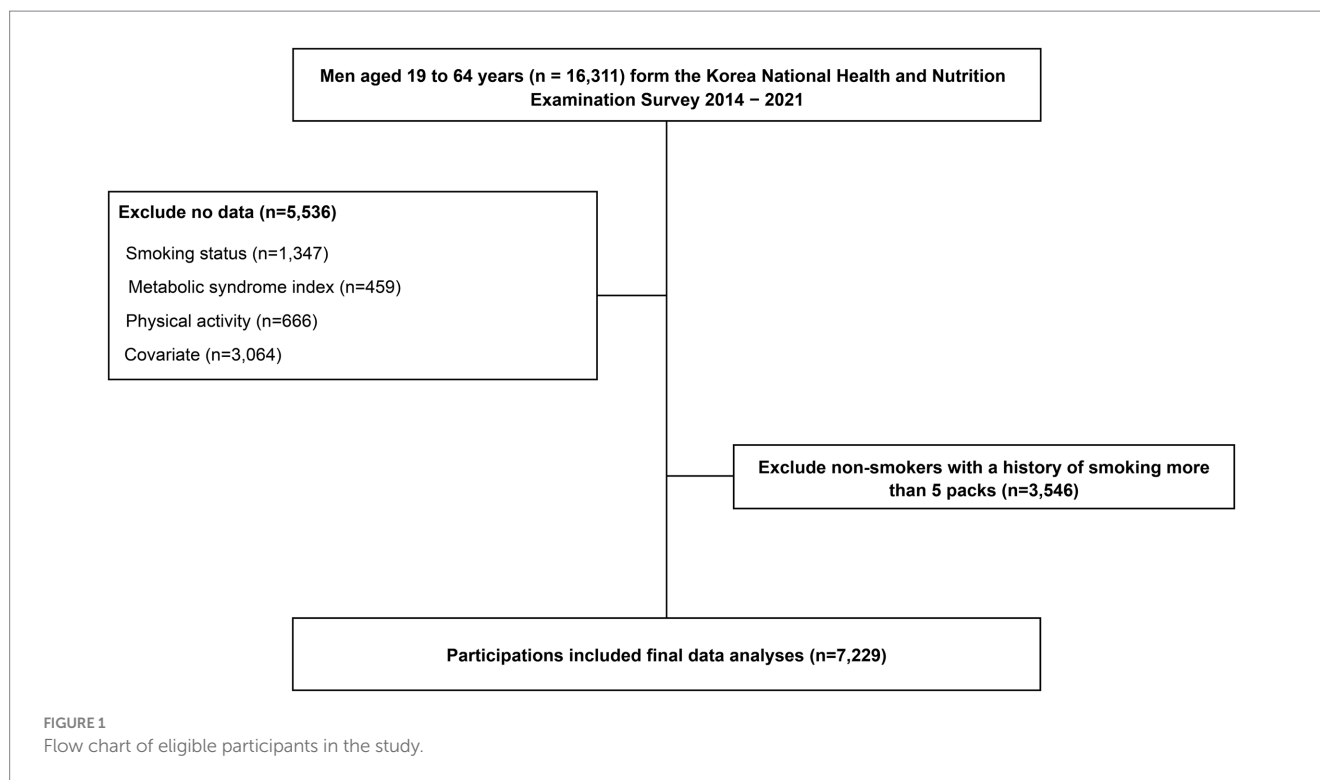 Men aged 19 to 64 years (n = 16,311) form the Korea National Health and Nutrition
Examination Survey 2014 − 2021
Exclude no data (n=5,536)
Smoking status (n=1,347)
Metabolic syndrome index (n=459)
Physical activity (n=666)
Covariate (n=3,064)
Exclude non-smokers with a history of smoking more
than 5 packs (n=3,546)
Participations included final data analyses (n=7,229)
FIGURE 1
Flow chart of eligible participants in the study.